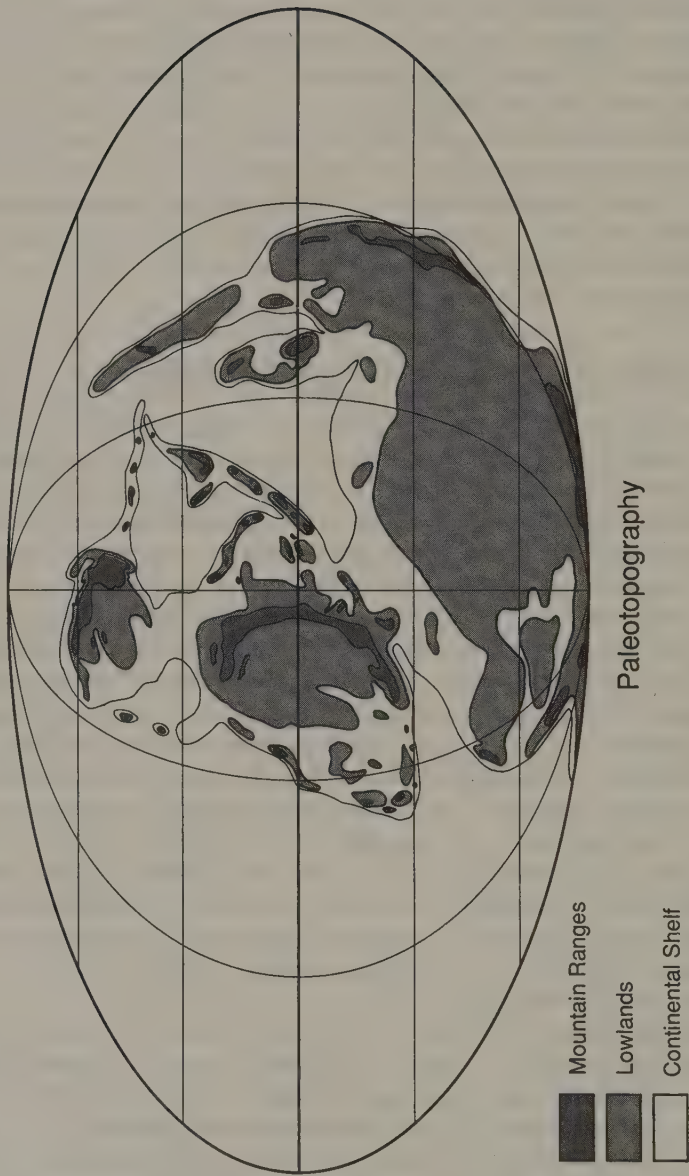 Paleotopography
Mountain Ranges
Lowlands
Continental Shelf